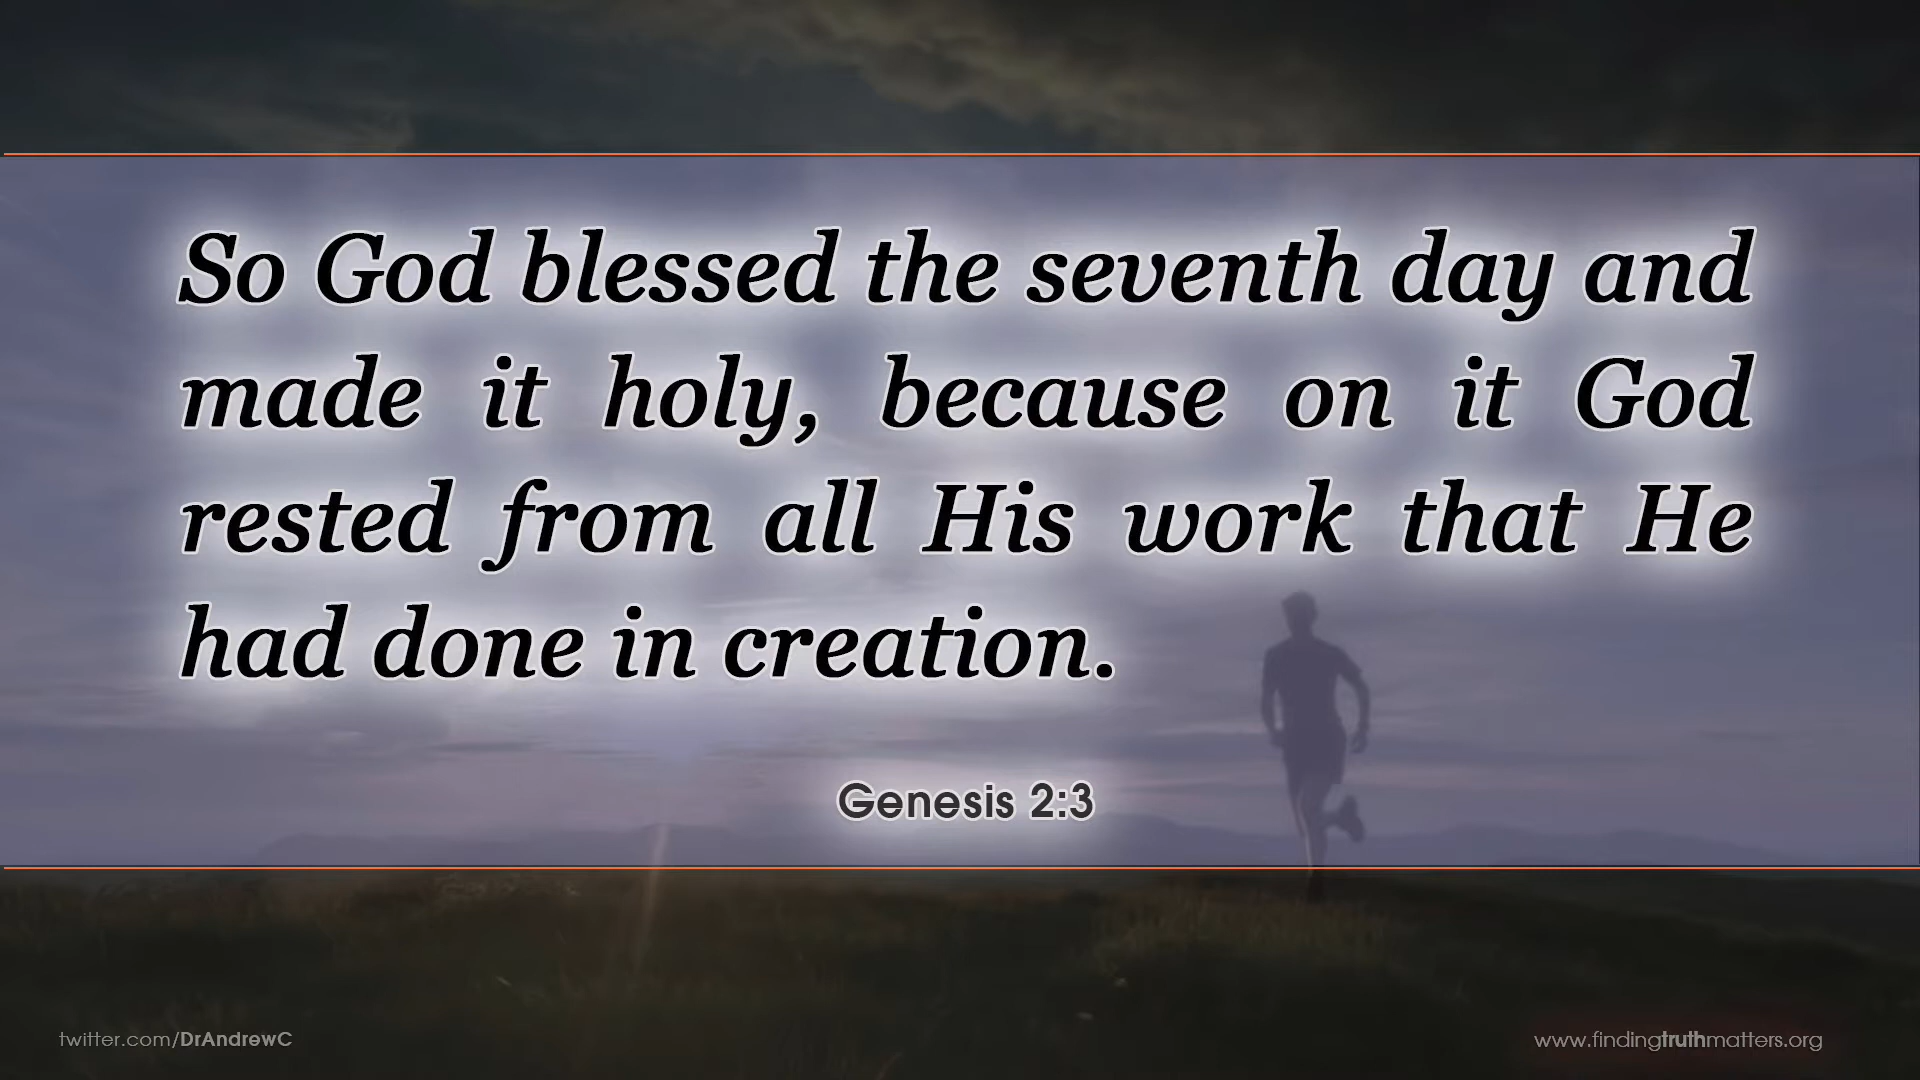 So God blessed the seventh day and
made it holy, because on it God
rested from all His work that He
had done in creation.
Genesis 2:3
twitter.com/DrAndrewC
www.findingtruthmatters.org